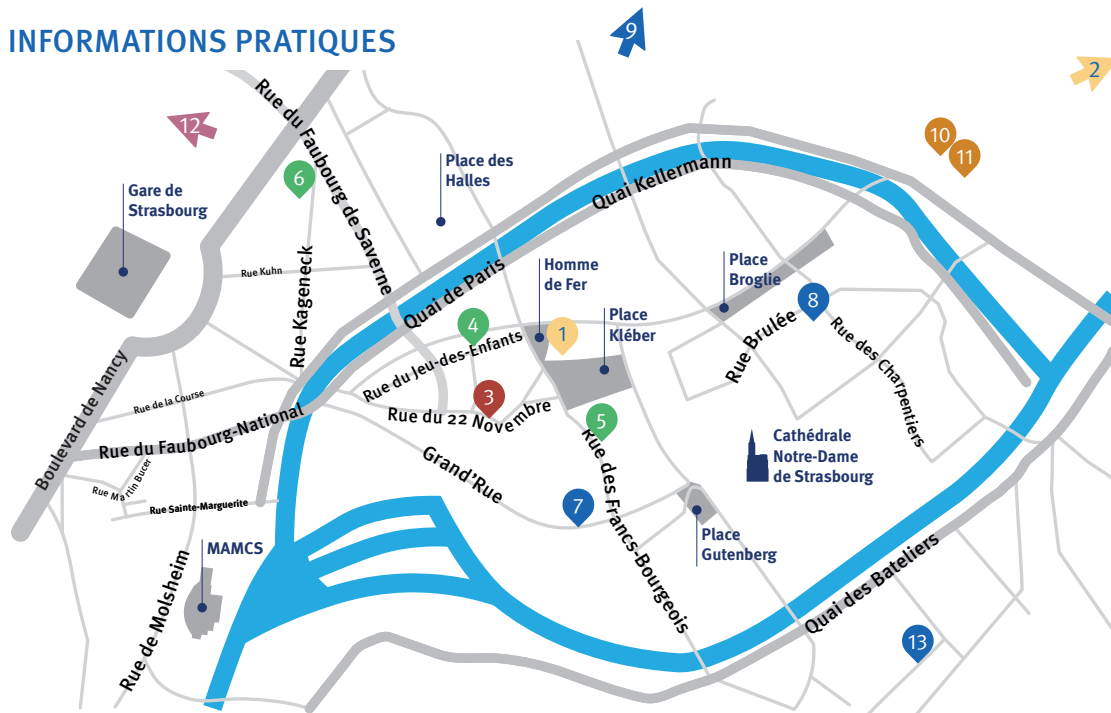 INFORMATIONS PRATIQUES
9
2
12
Rue du Faubourg de Saverne
10
11
6
Place des
Halles
Quai Kellermann
Gare de
Strasbourg
Rue Kuhn
Rue Kageneck
Quai de Paris
Homme
de Fer
Place
Broglie
8
4
1
Place
Kléber
Rue du Jeu-des-Enfants
Rue Brulée
Rue des Charpentiers
Boulevard de Nancy
Rue de la Course
3
Rue du 22 Novembre
5
Rue du Faubourg-National
Grand'Rue
Rue des Francs-Bourgeois
Cathédrale
Notre-Dame
de Strasbourg
Rue Martin Bucer
Rue Sainte-Marguerite
7
Place
Gutenberg
MAMCS
Rue de Molsheim
Quai des Bateliers
13